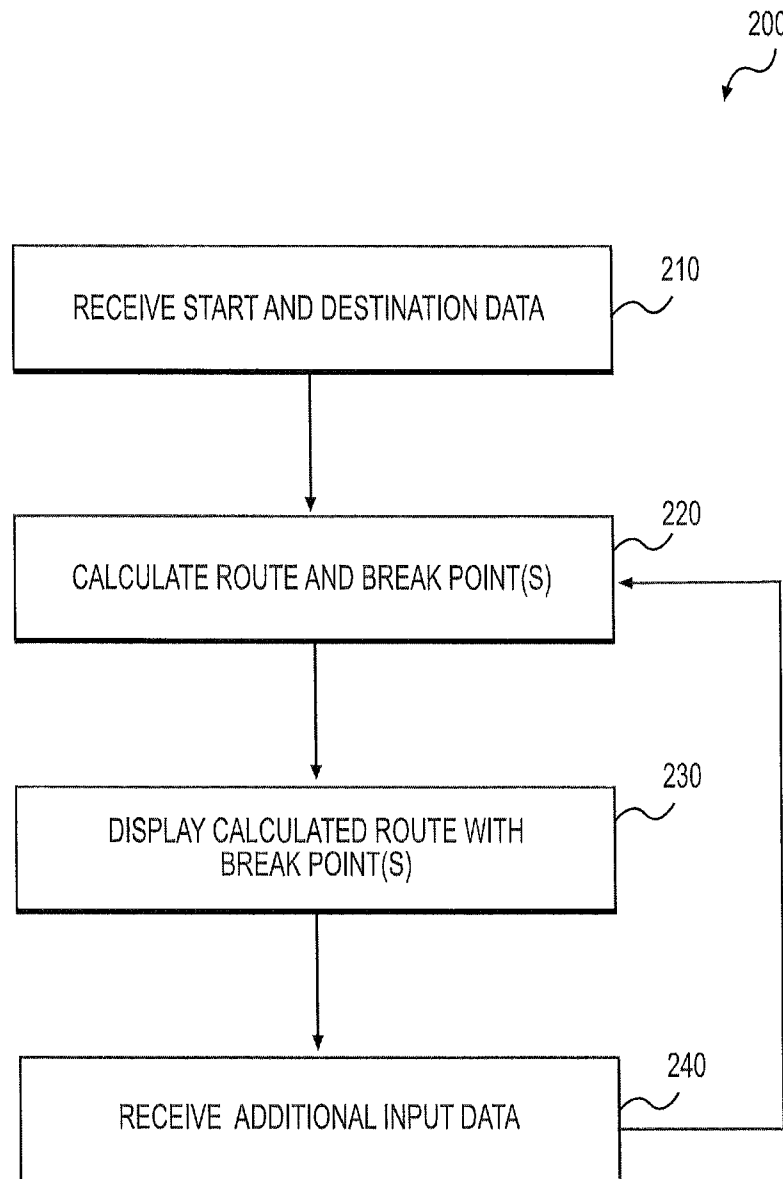 200
RECEIVE START AND DESTINATION DATA
210
CALCULATE ROUTE AND BREAK POINT(S)
220
DISPLAY CALCULATED ROUTE WITH
BREAK POINT(S)
230
RECEIVE ADDITIONAL INPUT DATA
240